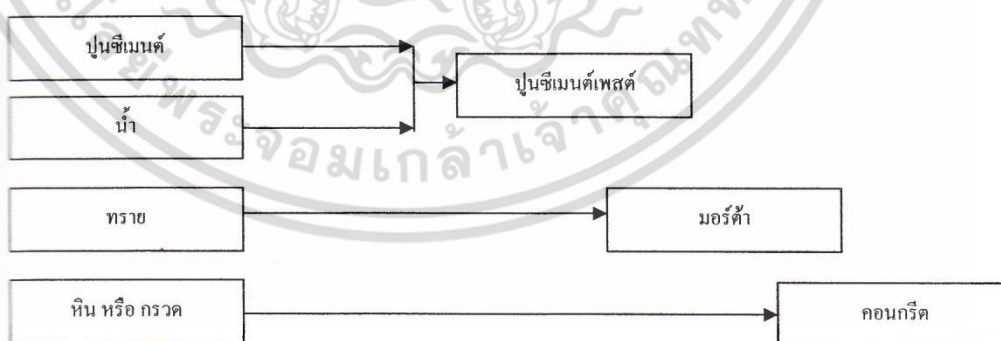 ปูนซีเมนต์
ปูนซีเมนต์เพสต์
น้ำ
ทราย
มอร์ต้า
หิน หรือ กรวด
คอนกรีต